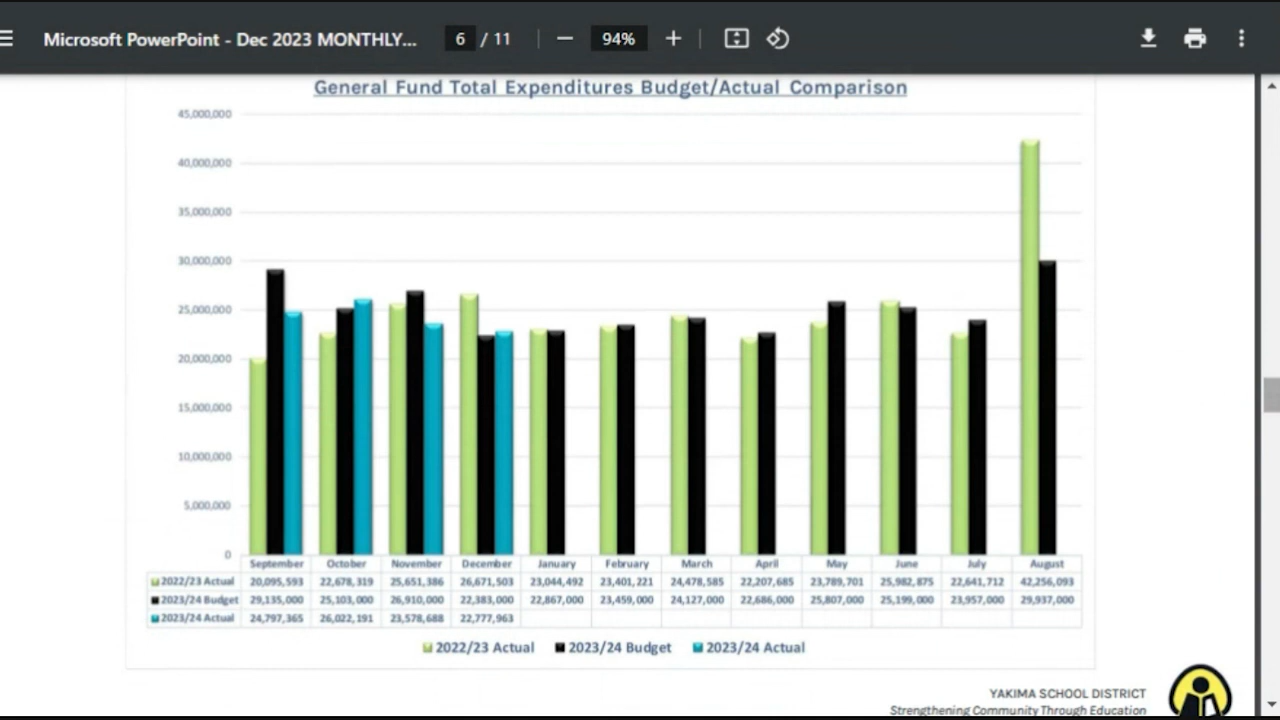 Microsoft PowerPoint - Dec 2023 MONTHLY... 6 / 11 94%
General Fund Total Expenditures Budget/Actual Comparison
45,000,000
40,000,000
35,000,000
30,000,000
25,000,000
20,000,000
15,000,000
10,000,000
5,000,000
0
September October November December January February March April May June July August
2022/23 Actual 20,095,593 22,678,319 25,651,386 26,671,503 23,044,492 23,401,221 24,478,585 22,207,685 23,789,701 25,982,875 22,641,712 42,256,093
2023/24 Budget 29,135,000 25,103,000 26,910,000 22,383,000 22,867,000 23,459,000 24,127,000 22,686,000 25,807,000 25,199,000 23,957,000 29,937,000
2023/24 Actual 24,797,365 26,022,191 23,578,688 22,777,963
2022/23 Actual 2023/24 Budget 2023/24 Actual
YAKIMA SCHOOL DISTRICT
Strengthening Community Through Education